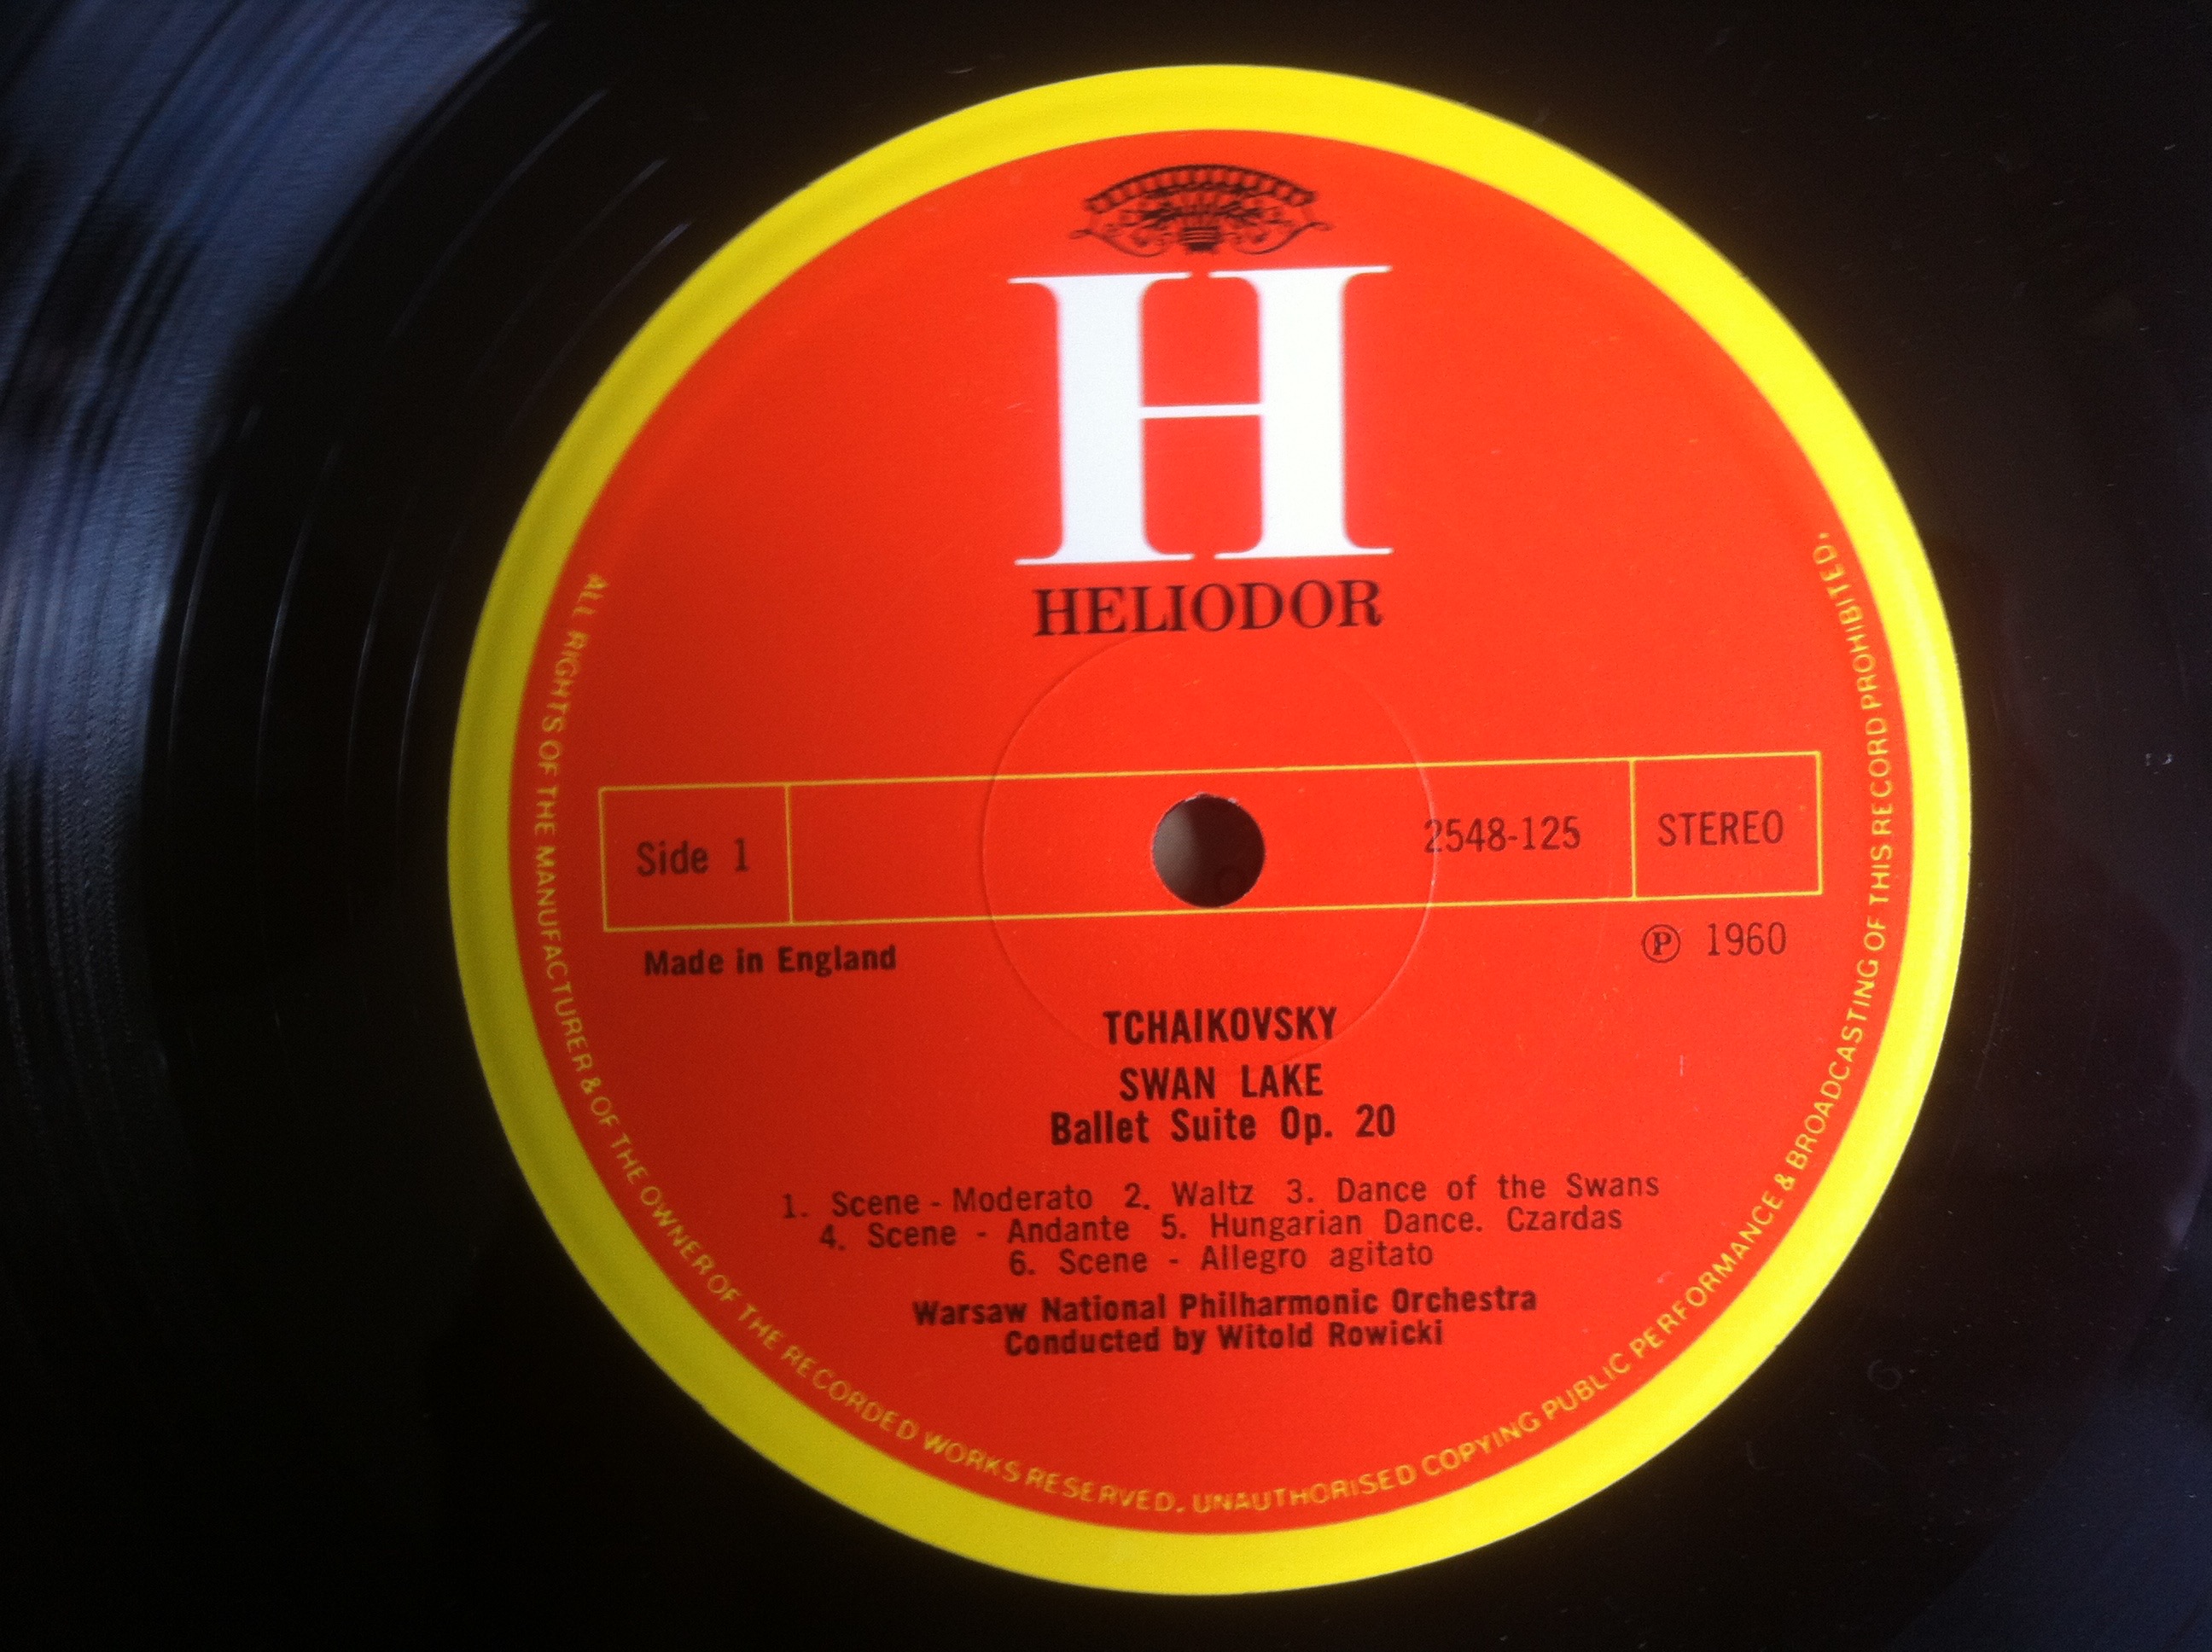 H
HELIODOR
Side 1
2548-125
STEREO
Made in England
℗ 1960
TCHAIKOVSKY
SWAN LAKE
Ballet Suite Op. 20
1. Scene - Moderato 2. Waltz 3. Dance of the Swans
4. Scene - Andante 5. Hungarian Dance. Czardas
6. Scene - Allegro agitato
Warsaw National Philharmonic Orchestra
Conducted by Witold Rowicki
ALL RIGHTS OF THE MANUFACTURER & OF THE OWNER OF THE RECORDED WORKS RESERVED. UNAUTHORISED COPYING PUBLIC PERFORMANCE & BROADCASTING OF THIS RECORD PROHIBITED.